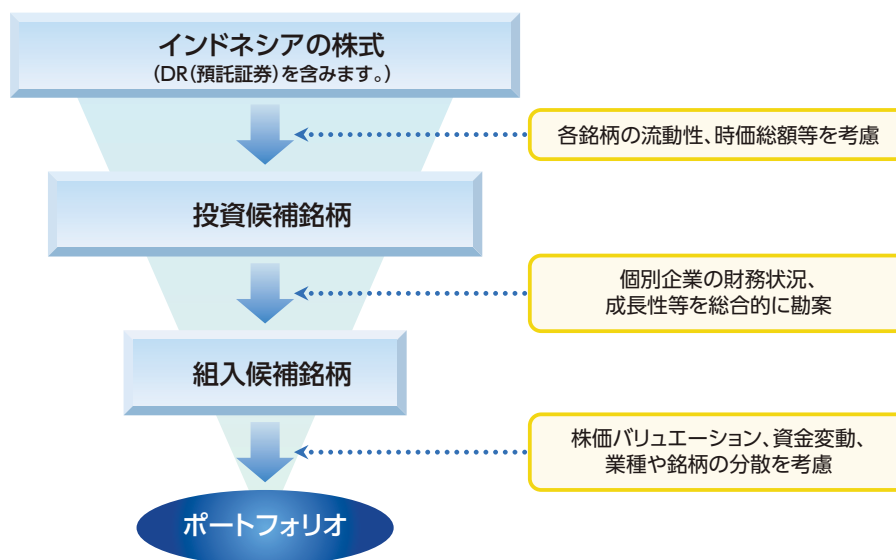 インドネシアの株式
(DR(預託証券)を含みます。)
各銘柄の流動性、時価総額等を考慮
投資候補銘柄
個別企業の財務状況、
成長性等を総合的に勘案
組入候補銘柄
株価バリュエーション、資金変動、
業種や銘柄の分散を考慮
ポートフォリオ